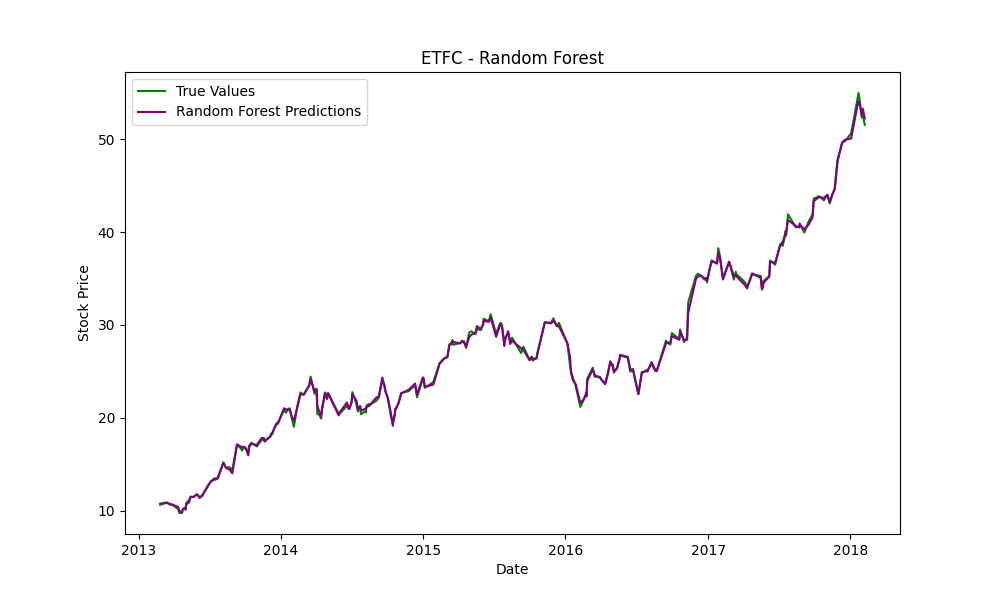 ETFC - Random Forest
True Values
Random Forest Predictions
50
40
30
20
10
Stock Price
2013 2014 2015 2016 2017 2018
Date